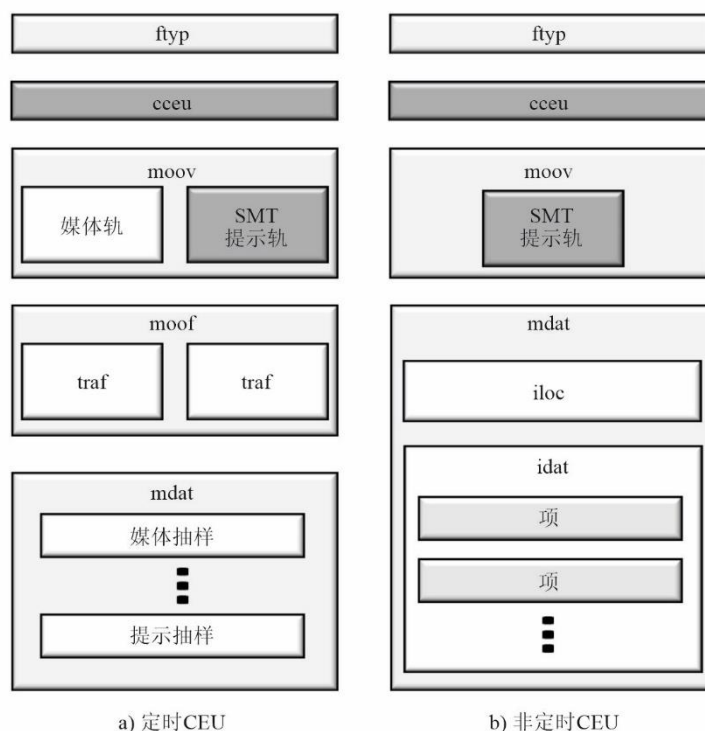 ftyp
cceu
moov
媒体轨
SMT
提示轨
moof
traf
traf
mdat
媒体抽样
提示抽样
a) 定时CEU
ftyp
cceu
moov
SMT
提示轨
mdat
iloc
idat
项
项
b) 非定时CEU